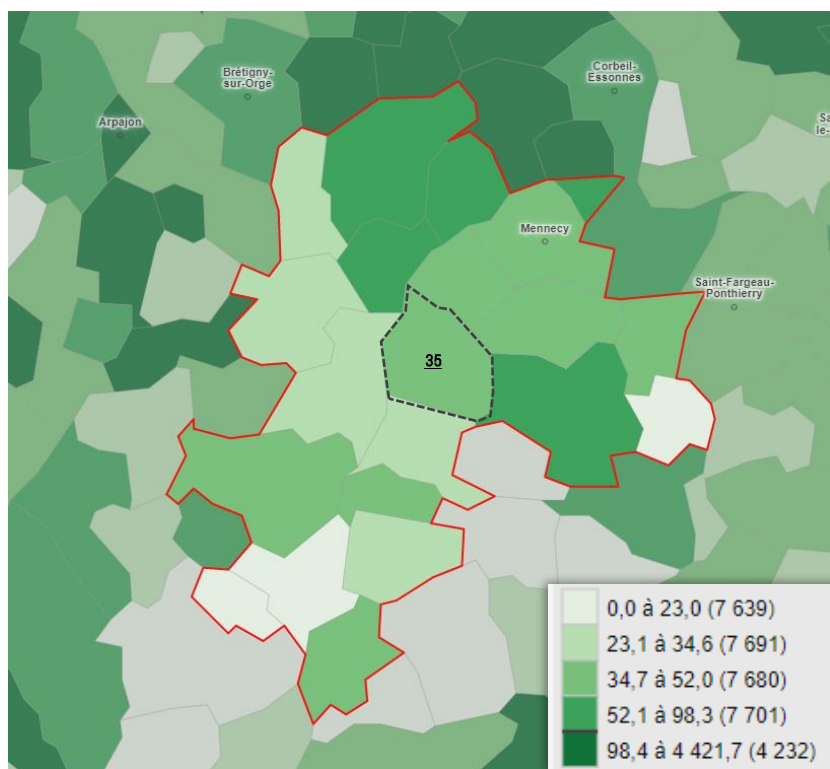 Brétigny-
sur-Orge
Corbeil-
Essonnes
Arpajon
Sa
le-
Mennecy
Saint-Fargeau-
Ponthierry
35
0,0 à 23,0 (7 639)
23,1 à 34,6 (7 691)
34,7 à 52,0 (7 680)
52,1 à 98,3 (7 701)
98,4 à 4 421,7 (4 232)